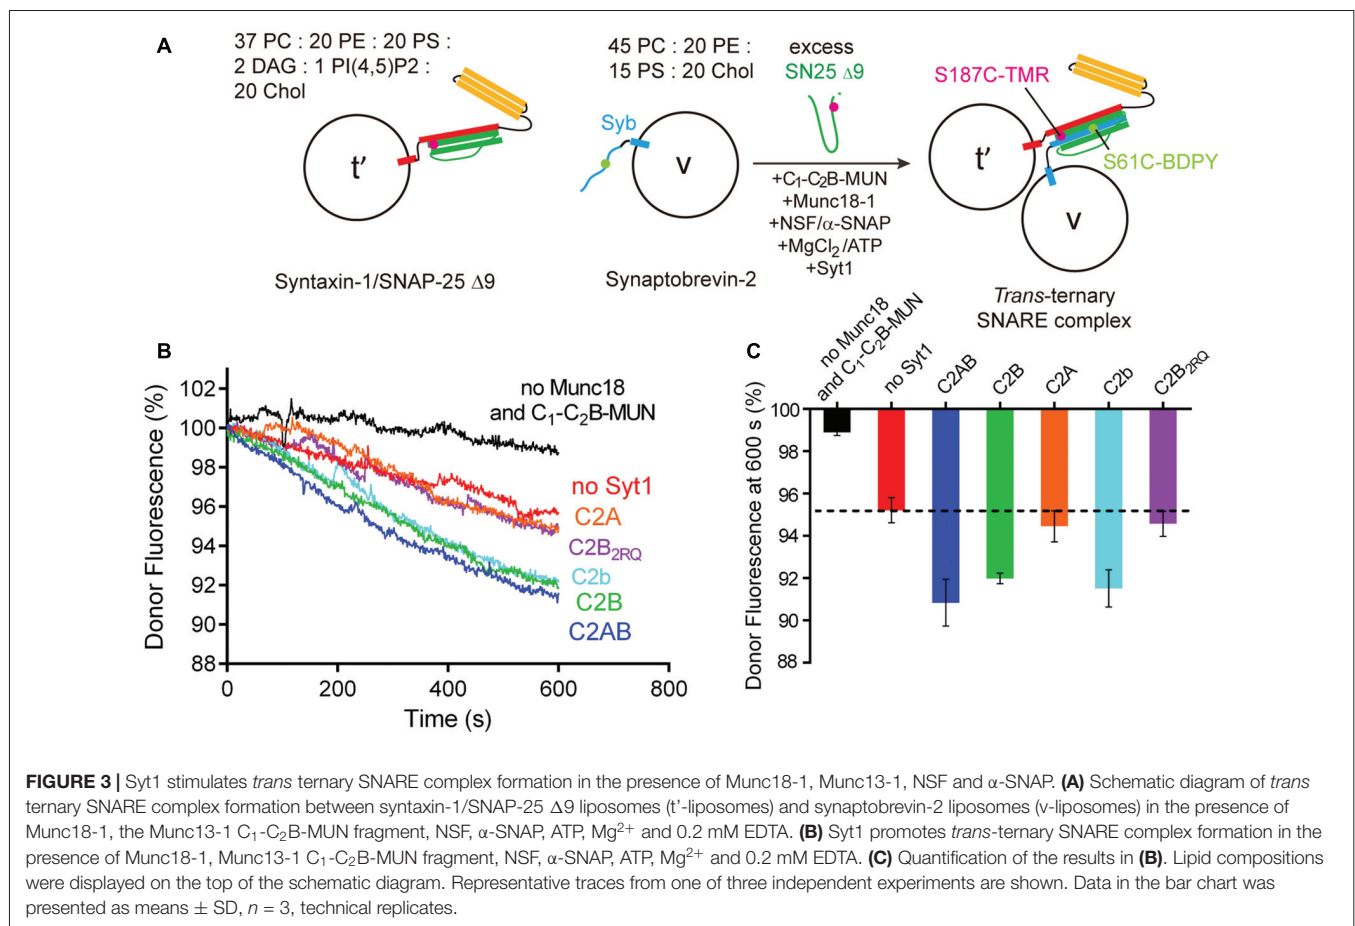 A
37 PC : 20 PE : 20 PS :
2 DAG : 1 PI(4,5)P2 :
20 Chol
t'
Syntaxin-1/SNAP-25 Δ9
45 PC : 20 PE :
15 PS : 20 Chol
Syb
v
Synaptobrevin-2
excess
SN25 Δ9
+C₁-C₂B-MUN
+Munc18-1
+NSF/α-SNAP
+MgCl₂/ATP
+Syt1
S187C-TMR
S61C-BDPY
t'
v
Trans-ternary
SNARE complex
B
Donor Fluorescence (%)
102
100
98
96
94
92
90
88
0
200
400
600
800
Time (s)
no Munc18
and C₁-C₂B-MUN
no Syt1
C2A
C2B2RQ
C2b
C2B
C2AB
C
Donor Fluorescence at 600 s (%)
100
98
96
94
92
90
88
no Munc18
and C₁-C₂B-MUN
no Syt1
C2AB
C2B
C2A
C2b
C2B2RQ
FIGURE 3 | Syt1 stimulates trans ternary SNARE complex formation in the presence of Munc18-1, Munc13-1, NSF and α-SNAP. (A) Schematic diagram of trans
ternary SNARE complex formation between syntaxin-1/SNAP-25 Δ9 liposomes (t'-liposomes) and synaptobrevin-2 liposomes (v-liposomes) in the presence of
Munc18-1, the Munc13-1 C₁-C₂B-MUN fragment, NSF, α-SNAP, ATP, Mg²⁺ and 0.2 mM EDTA. (B) Syt1 promotes trans-ternary SNARE complex formation in the
presence of Munc18-1, Munc13-1 C₁-C₂B-MUN fragment, NSF, α-SNAP, ATP, Mg²⁺ and 0.2 mM EDTA. (C) Quantification of the results in (B). Lipid compositions
were displayed on the top of the schematic diagram. Representative traces from one of three independent experiments are shown. Data in the bar chart was
presented as means ± SD, n = 3, technical replicates.